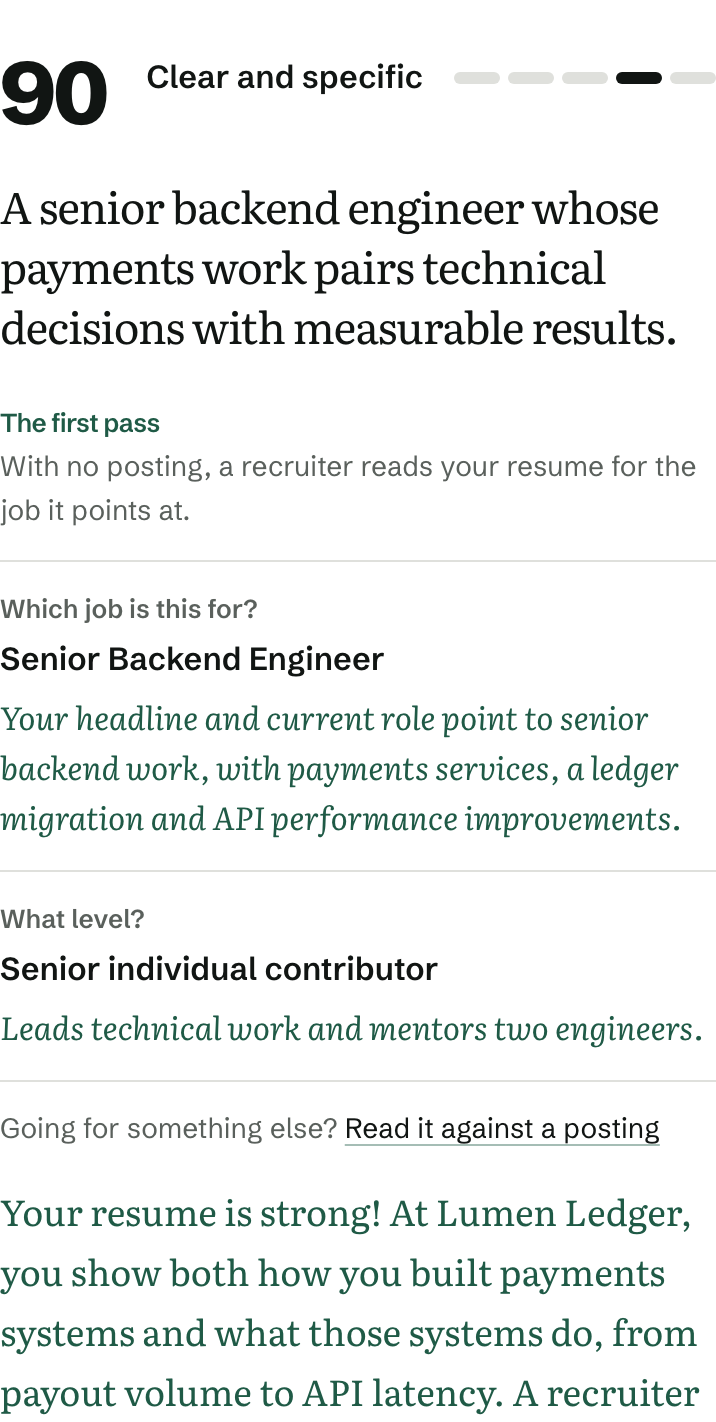 90 Clear and specific
A senior backend engineer whose
payments work pairs technical
decisions with measurable results.
The first pass
With no posting, a recruiter reads your resume for the
job it points at.
Which job is this for?
Senior Backend Engineer
Your headline and current role point to senior
backend work, with payments services, a ledger
migration and API performance improvements.
What level?
Senior individual contributor
Leads technical work and mentors two engineers.
Going for something else? Read it against a posting
Your resume is strong! At Lumen Ledger,
you show both how you built payments
systems and what those systems do, from
payout volume to API latency. A recruiter